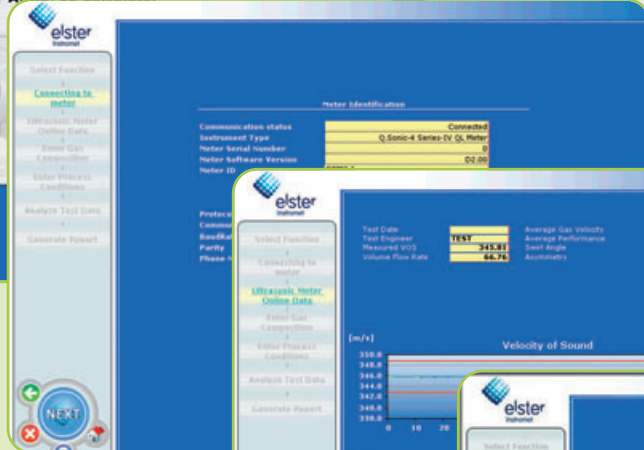 elster
Instromet
Select Function
Connecting to
meter
Ultrasonic Meter
Online Data
Enter Gas
Composition
Enter Process
Conditions
Analyze Test Data
Generate Report
NEXT
Meter Identification
Communication status Connected
Instrument Type Q.Sonic-4 Series-IV QL Meter
Meter Serial Number 0
Meter Software Version D2.00
Meter ID
Parity
elster
Instromet
Select Function
Connecting to
meter
Ultrasonic Meter
Online Data
Enter Gas
Composition
Enter Process
Conditions
Analyze Test Data
Generate Report
Test Date Average Gas Velocity
Test Engineer TEST Average Performance
Measured VOS 345.81 Swirl Angle
Volume Flow Rate 66.76 Asymmetry
[m/s] Velocity of Sound
350.0
348.0
346.0
344.0
342.0
340.0
338.0
0 10 20
elster
Instromet
Select Function